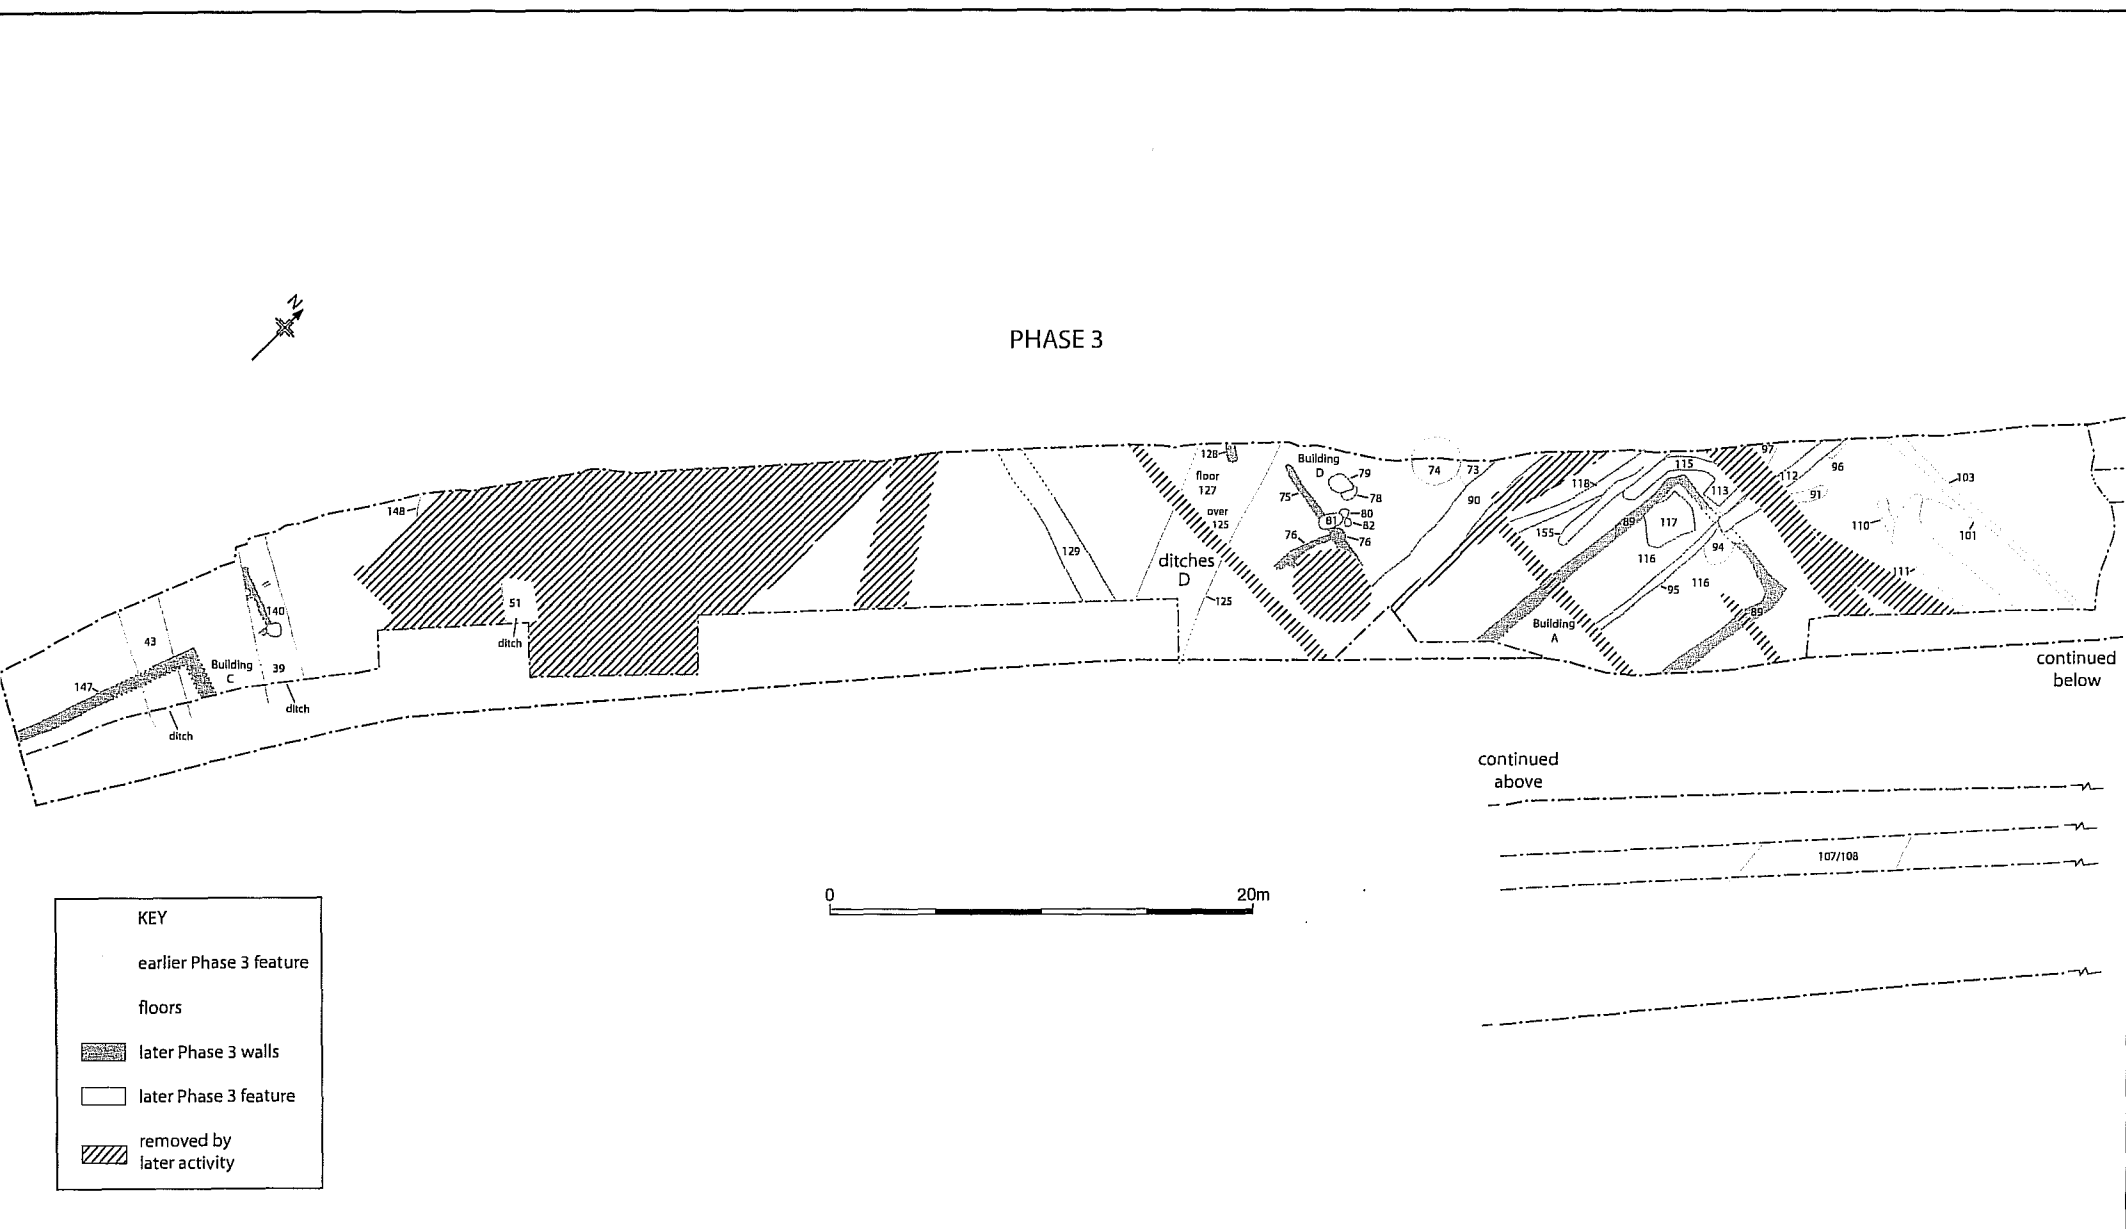 N
PHASE 3
148
43
147
ditch
Building
C
140
39
ditch
51
ditch
129
128
floor
127
over
125
ditches
D
125
Building
D
79
75
78
80
81
82
76
76
74
73
90
118
115
155
89
117
113
116
94
95
116
89
Building
A
97
112
96
91
110
103
101
111
continued
below
continued
above
107/108
0
20m
KEY
earlier Phase 3 feature
floors
later Phase 3 walls
later Phase 3 feature
removed by
later activity